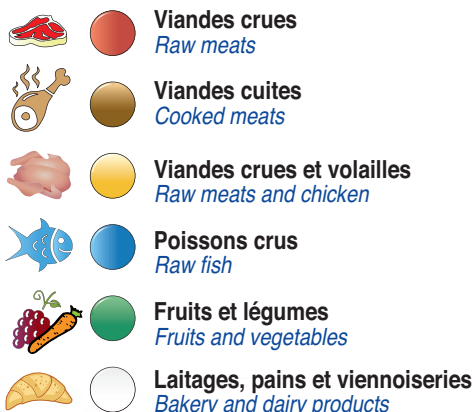 Viandes crues
Raw meats
Viandes cuites
Cooked meats
Viandes crues et volailles
Raw meats and chicken
Poissons crus
Raw fish
Fruits et légumes
Fruits and vegetables
Laitages, pains et viennoiseries
Bakery and dairy products